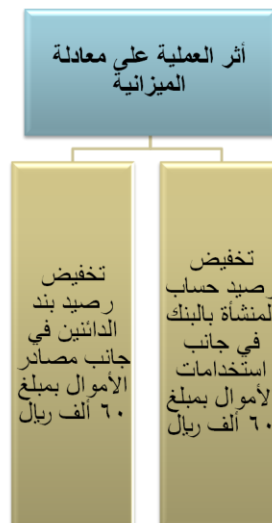 أثر العملية على معادلة
الميزانية
تخفيض
رصيد حساب
المنشأة بالبنك
في جانب
استخدامات
الأموال بمبلغ
٦٠ ألف ريال
تخفيض
رصيد بند
الدائنين في
جانب مصادر
الأموال بمبلغ
٦٠ ألف ريال